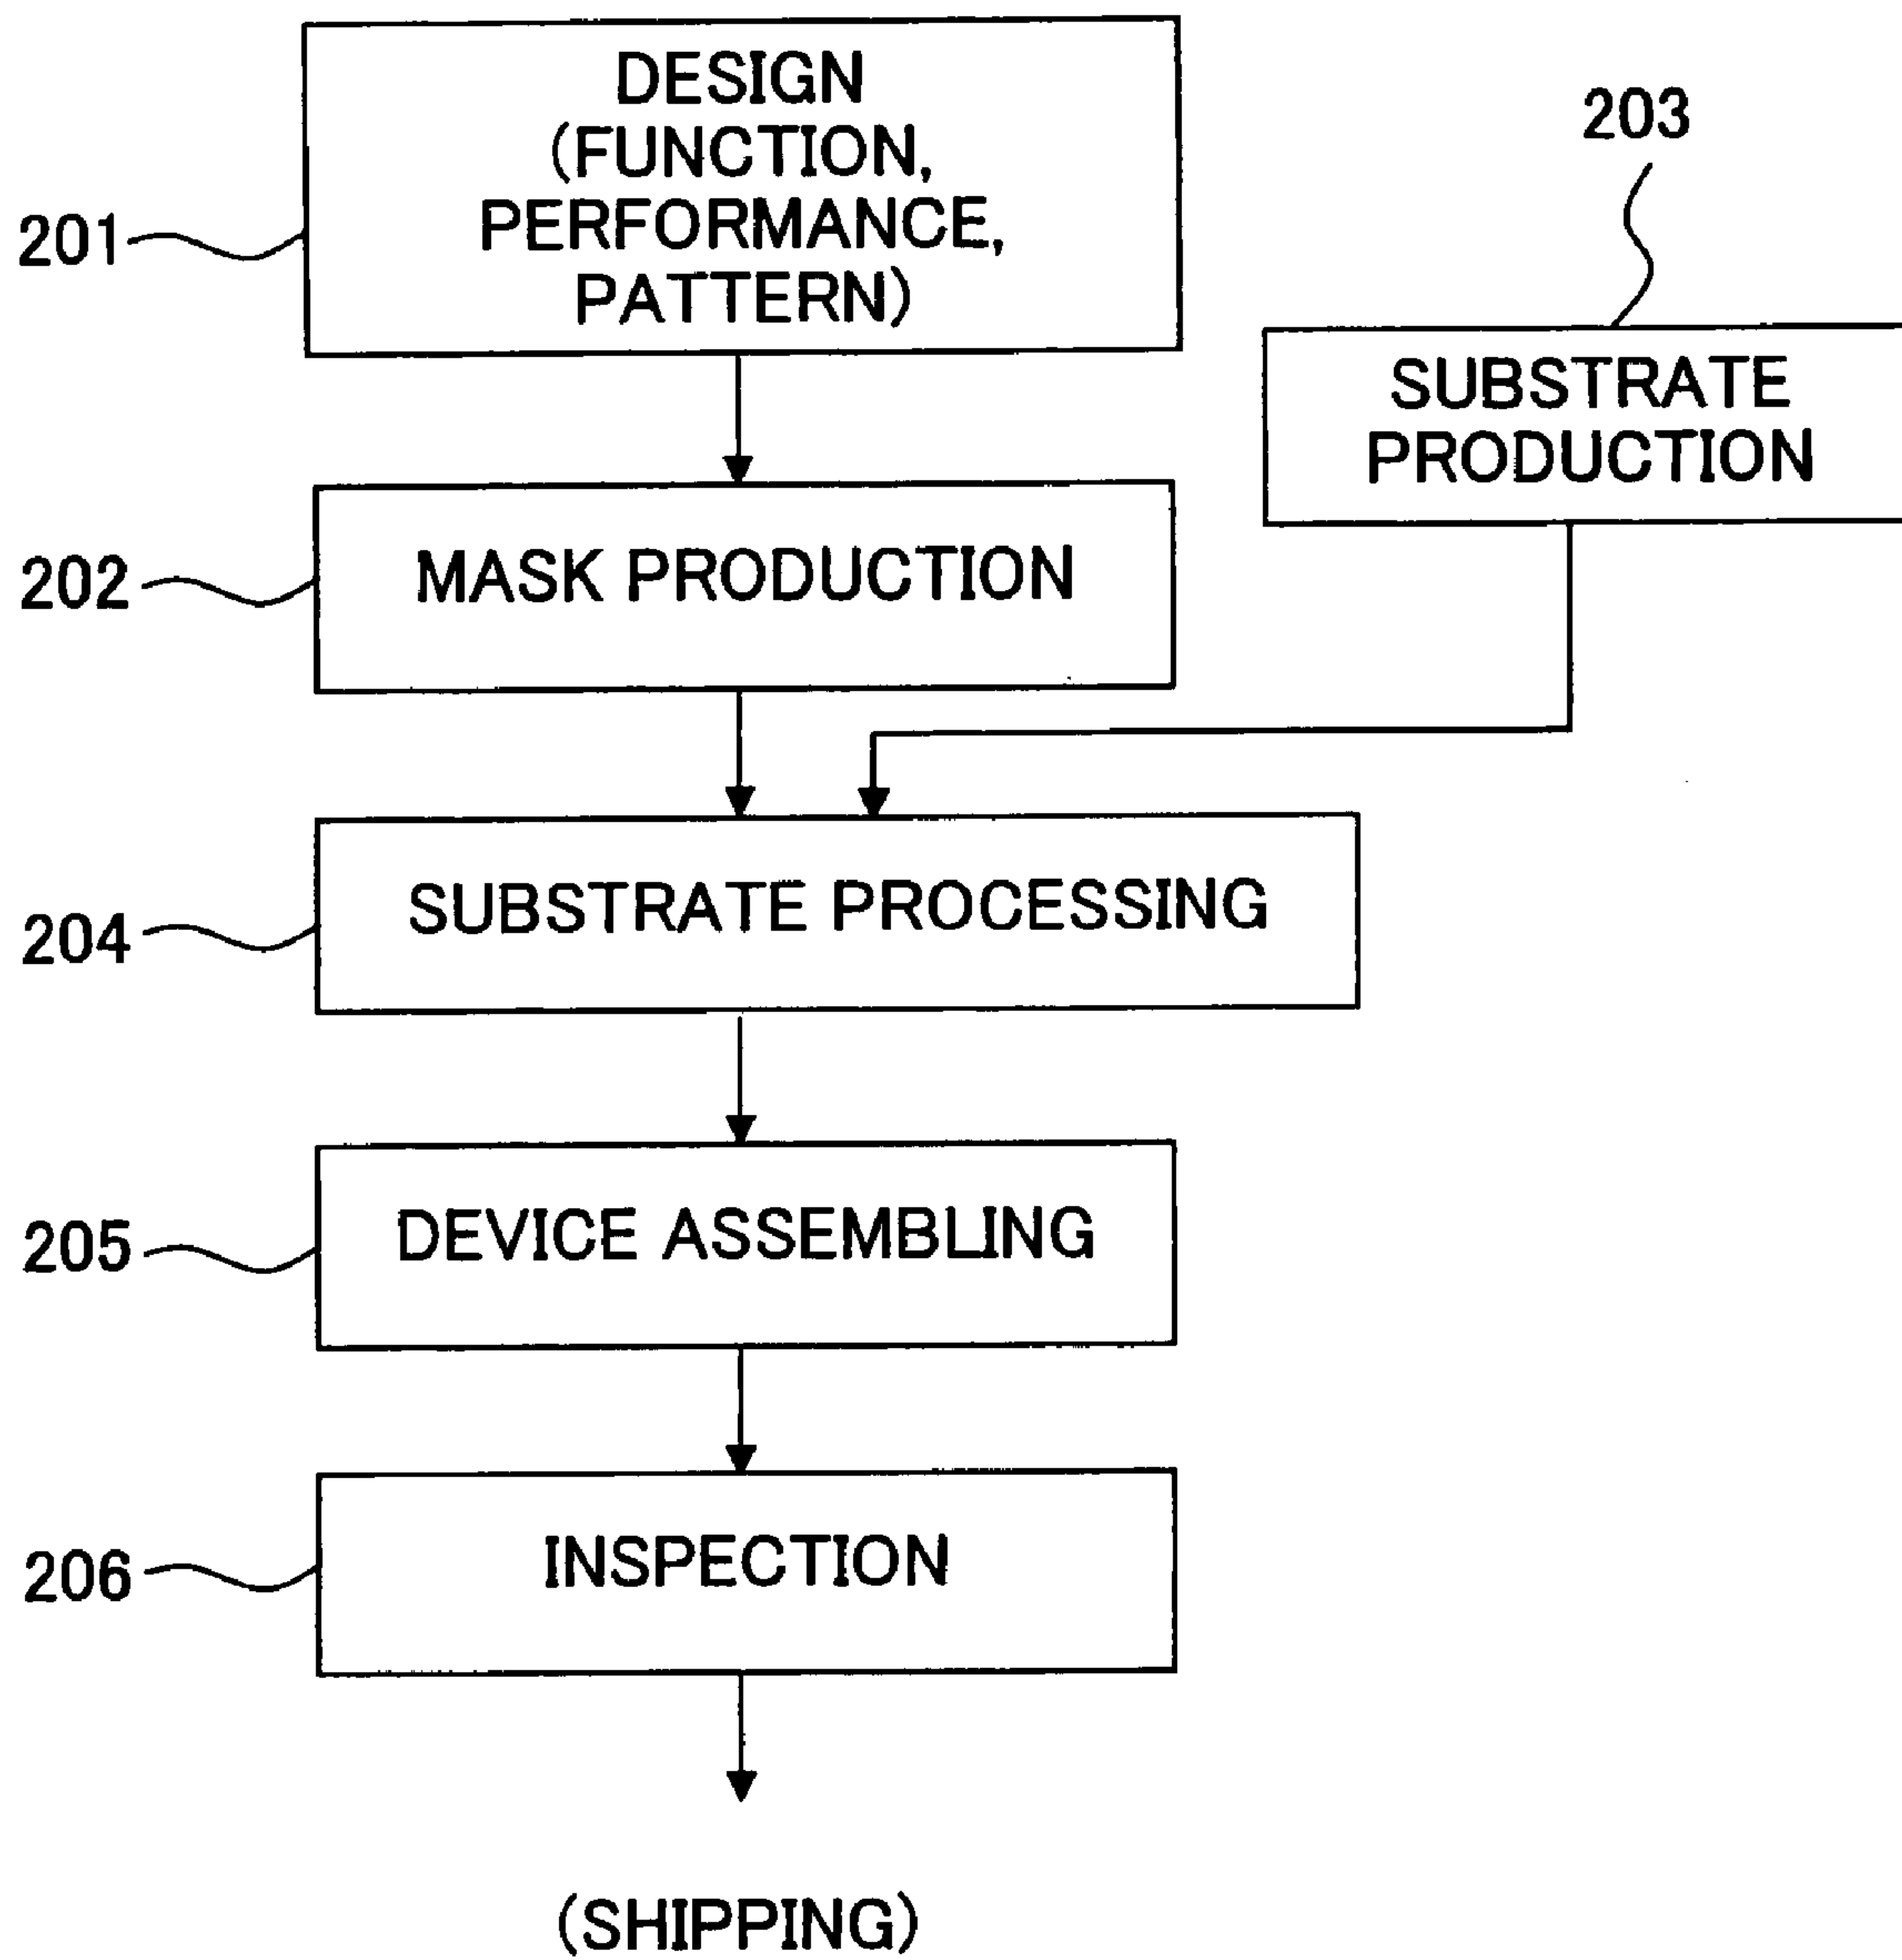 DESIGN
(FUNCTION,
PERFORMANCE,
PATTERN)
201
203
SUBSTRATE
PRODUCTION
202
MASK PRODUCTION
204
SUBSTRATE PROCESSING
205
DEVICE ASSEMBLING
206
INSPECTION
(SHIPPING)